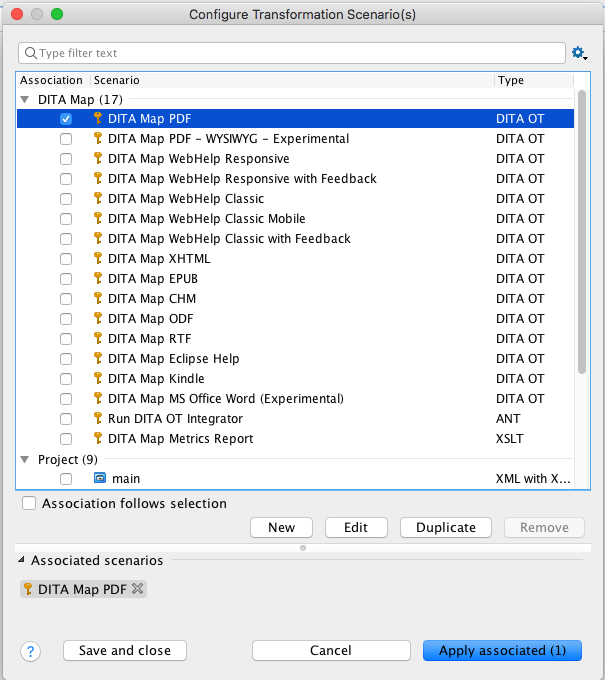 Configure Transformation Scenario(s)
Type filter text
Association Scenario Type
DITA Map (17)
DITA Map PDF DITA OT
DITA Map PDF - WYSIWYG - Experimental DITA OT
DITA Map WebHelp Responsive DITA OT
DITA Map WebHelp Responsive with Feedback DITA OT
DITA Map WebHelp Classic DITA OT
DITA Map WebHelp Classic Mobile DITA OT
DITA Map WebHelp Classic with Feedback DITA OT
DITA Map XHTML DITA OT
DITA Map EPUB DITA OT
DITA Map CHM DITA OT
DITA Map ODF DITA OT
DITA Map RTF DITA OT
DITA Map Eclipse Help DITA OT
DITA Map Kindle DITA OT
DITA Map MS Office Word (Experimental) DITA OT
Run DITA OT Integrator ANT
DITA Map Metrics Report XSLT
Project (9)
main XML with X...
Association follows selection
New Edit Duplicate Remove
Associated scenarios
DITA Map PDF
? Save and close Cancel Apply associated (1)